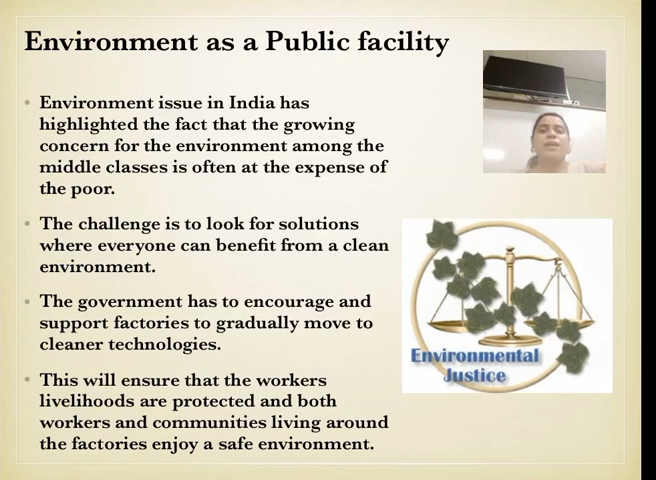 Environment as a Public facility
Environment issue in India has
highlighted the fact that the growing
concern for the environment among the
middle classes is often at the expense of
the poor.
The challenge is to look for solutions
where everyone can benefit from a clean
environment.
The government has to encourage and
support factories to gradually move to
cleaner technologies.
This will ensure that the workers
livelihoods are protected and both
workers and communities living around
the factories enjoy a safe environment.
Environmental
Justice